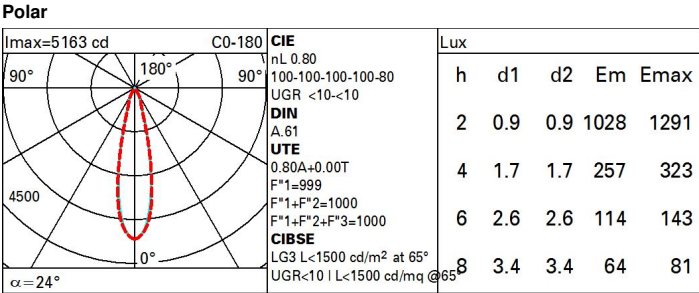 Polar
Imax=5163 cd C0-180
90° 180° 90°
4500
0°
α=24°
CIE
nL 0.80
100-100-100-100-80
UGR <10-<10
DIN
A.61
UTE
0.80A+0.00T
F"1=999
F"1+F"2=1000
F"1+F"2+F"3=1000
CIBSE
LG3 L<1500 cd/m² at 65°
UGR<10 | L<1500 cd/mq @65°
Lux
h d1 d2 Em Emax
2 0.9 0.9 1028 1291
4 1.7 1.7 257 323
6 2.6 2.6 114 143
8 3.4 3.4 64 81